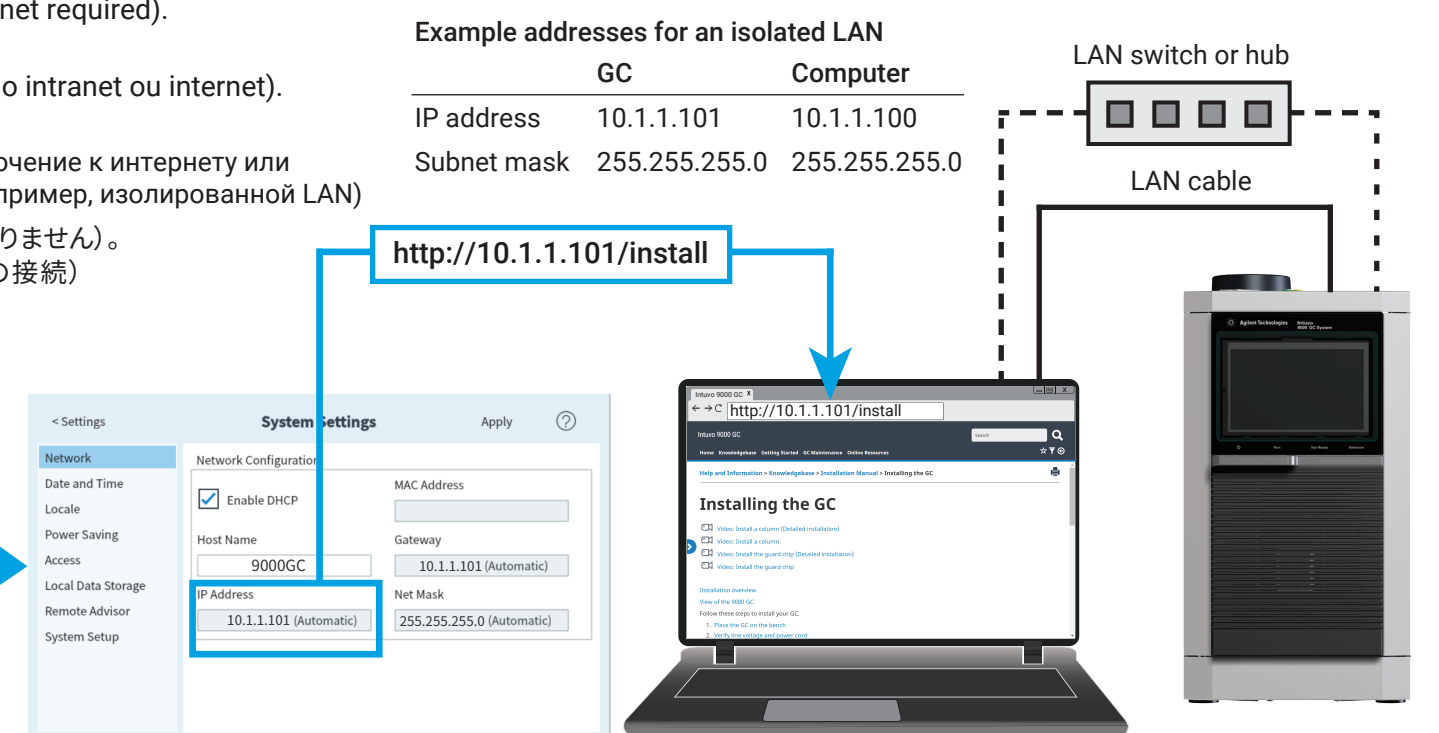 net required).
o intranet ou internet).
очение к интернету или
пример, изолированной LAN)
りません）。
の接続）
Example addresses for an isolated LAN
GC Computer
IP address 10.1.1.101 10.1.1.100
Subnet mask 255.255.255.0 255.255.255.0
LAN switch or hub
LAN cable
http://10.1.1.101/install
< Settings System Settings Apply ?
Network
Date and Time
Locale
Power Saving
Access
Local Data Storage
Remote Advisor
System Setup
Network Configuration
Enable DHCP
MAC Address
Host Name
9000GC
Gateway
10.1.1.101 (Automatic)
IP Address
10.1.1.101 (Automatic)
Net Mask
255.255.255.0 (Automatic)
Intuvo 9000 GC X
http://10.1.1.101/install
Intuvo 9000 GC
Search
Home Knowledgebase Getting Started GC Maintenance Online Resources
Help and Information > Knowledgebase > Installation Manual > Installing the GC
Installing the GC
Video: Install a column (Detailed installation)
Video: Install a column
Video: Install the guard chip (Detailed installation)
Video: Install the guard chip
Installation overview
View of the 9000 GC
Follow these steps to install your GC.
1. Place the GC on the bench
2. Verify line voltage and power cord
Agilent Technologies
Intuvo
9000 GC System
Run Not Ready Attention